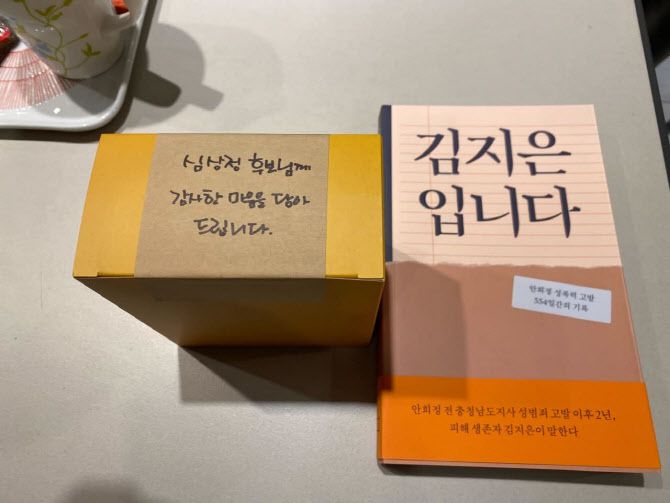 심상정 후보님께
감사한 마음을 담아
드립니다.
김지은
입니다
안희정 성폭력 고발
554일간의 기록
안희정 전 충청남도지사 성범죄 고발 이후 2년,
피해 생존자 김지은이 말한다